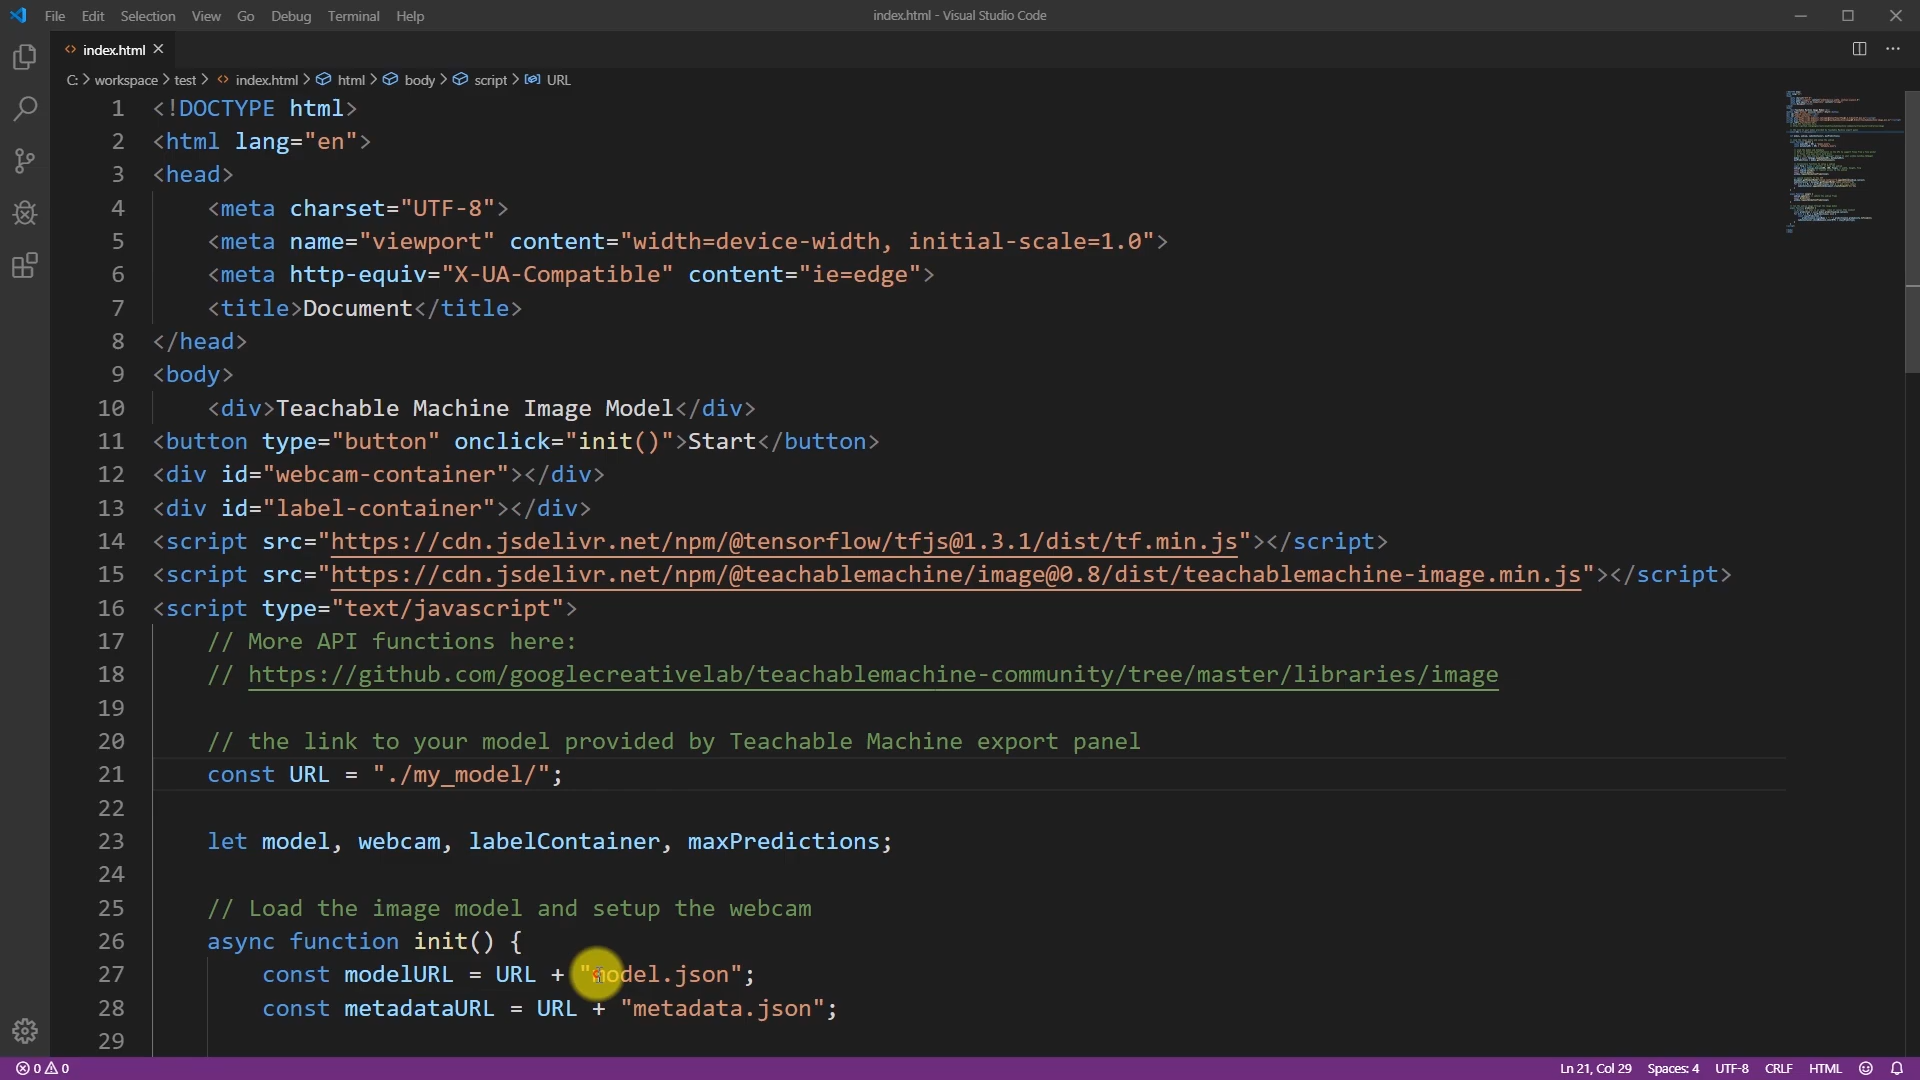 File Edit Selection View Go Debug Terminal Help index.html - Visual Studio Code
index.html
C: workspace test index.html html body script URL
1 <!DOCTYPE html>
2 <html lang="en">
3 <head>
4 <meta charset="UTF-8">
5 <meta name="viewport" content="width=device-width, initial-scale=1.0">
6 <meta http-equiv="X-UA-Compatible" content="ie=edge">
7 <title>Document</title>
8 </head>
9 <body>
10 <div>Teachable Machine Image Model</div>
11 <button type="button" onclick="init()">Start</button>
12 <div id="webcam-container"></div>
13 <div id="label-container"></div>
14 <script src="https://cdn.jsdelivr.net/npm/@tensorflow/tfjs@1.3.1/dist/tf.min.js"></script>
15 <script src="https://cdn.jsdelivr.net/npm/@teachablemachine/image@0.8/dist/teachablemachine-image.min.js"></script>
16 <script type="text/javascript">
17 // More API functions here:
18 // https://github.com/googlecreativelab/teachablemachine-community/tree/master/libraries/image
19
20 // the link to your model provided by Teachable Machine export panel
21 const URL = "./my_model/";
22
23 let model, webcam, labelContainer, maxPredictions;
24
25 // Load the image model and setup the webcam
26 async function init() {
27 const modelURL = URL + "model.json";
28 const metadataURL = URL + "metadata.json";
29
0 0 Ln 21, Col 29 Spaces: 4 UTF-8 CRLF HTML